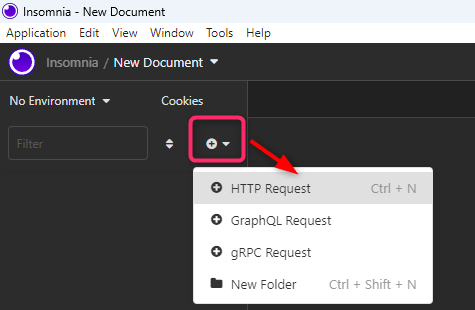 Insomnia - New Document
Application Edit View Window Tools Help
Insomnia / New Document
No Environment Cookies
Filter
HTTP Request Ctrl + N
GraphQL Request
gRPC Request
New Folder Ctrl + Shift + N